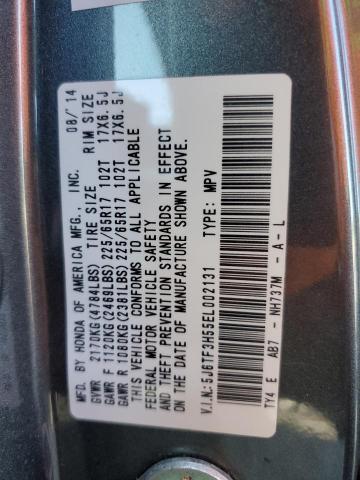 MFD. BY HONDA OF AMERICA MFG., INC. 08/'14
GVWR 2170KG(4784LBS) TIRE SIZE RIM SIZE
GAWR F 1120KG(2469LBS) 225/65R17 102T 17X6.5J
GAWR R 1080KG(2381LBS) 225/65R17 102T 17X6.5J
THIS VEHICLE CONFORMS TO ALL APPLICABLE
FEDERAL MOTOR VEHICLE SAFETY
AND THEFT PREVENTION STANDARDS IN EFFECT
ON THE DATE OF MANUFACTURE SHOWN ABOVE.
V.I.N: 5J6TF3H55EL002131 TYPE: MPV
TY4 E AB7 - NH737M - A - L